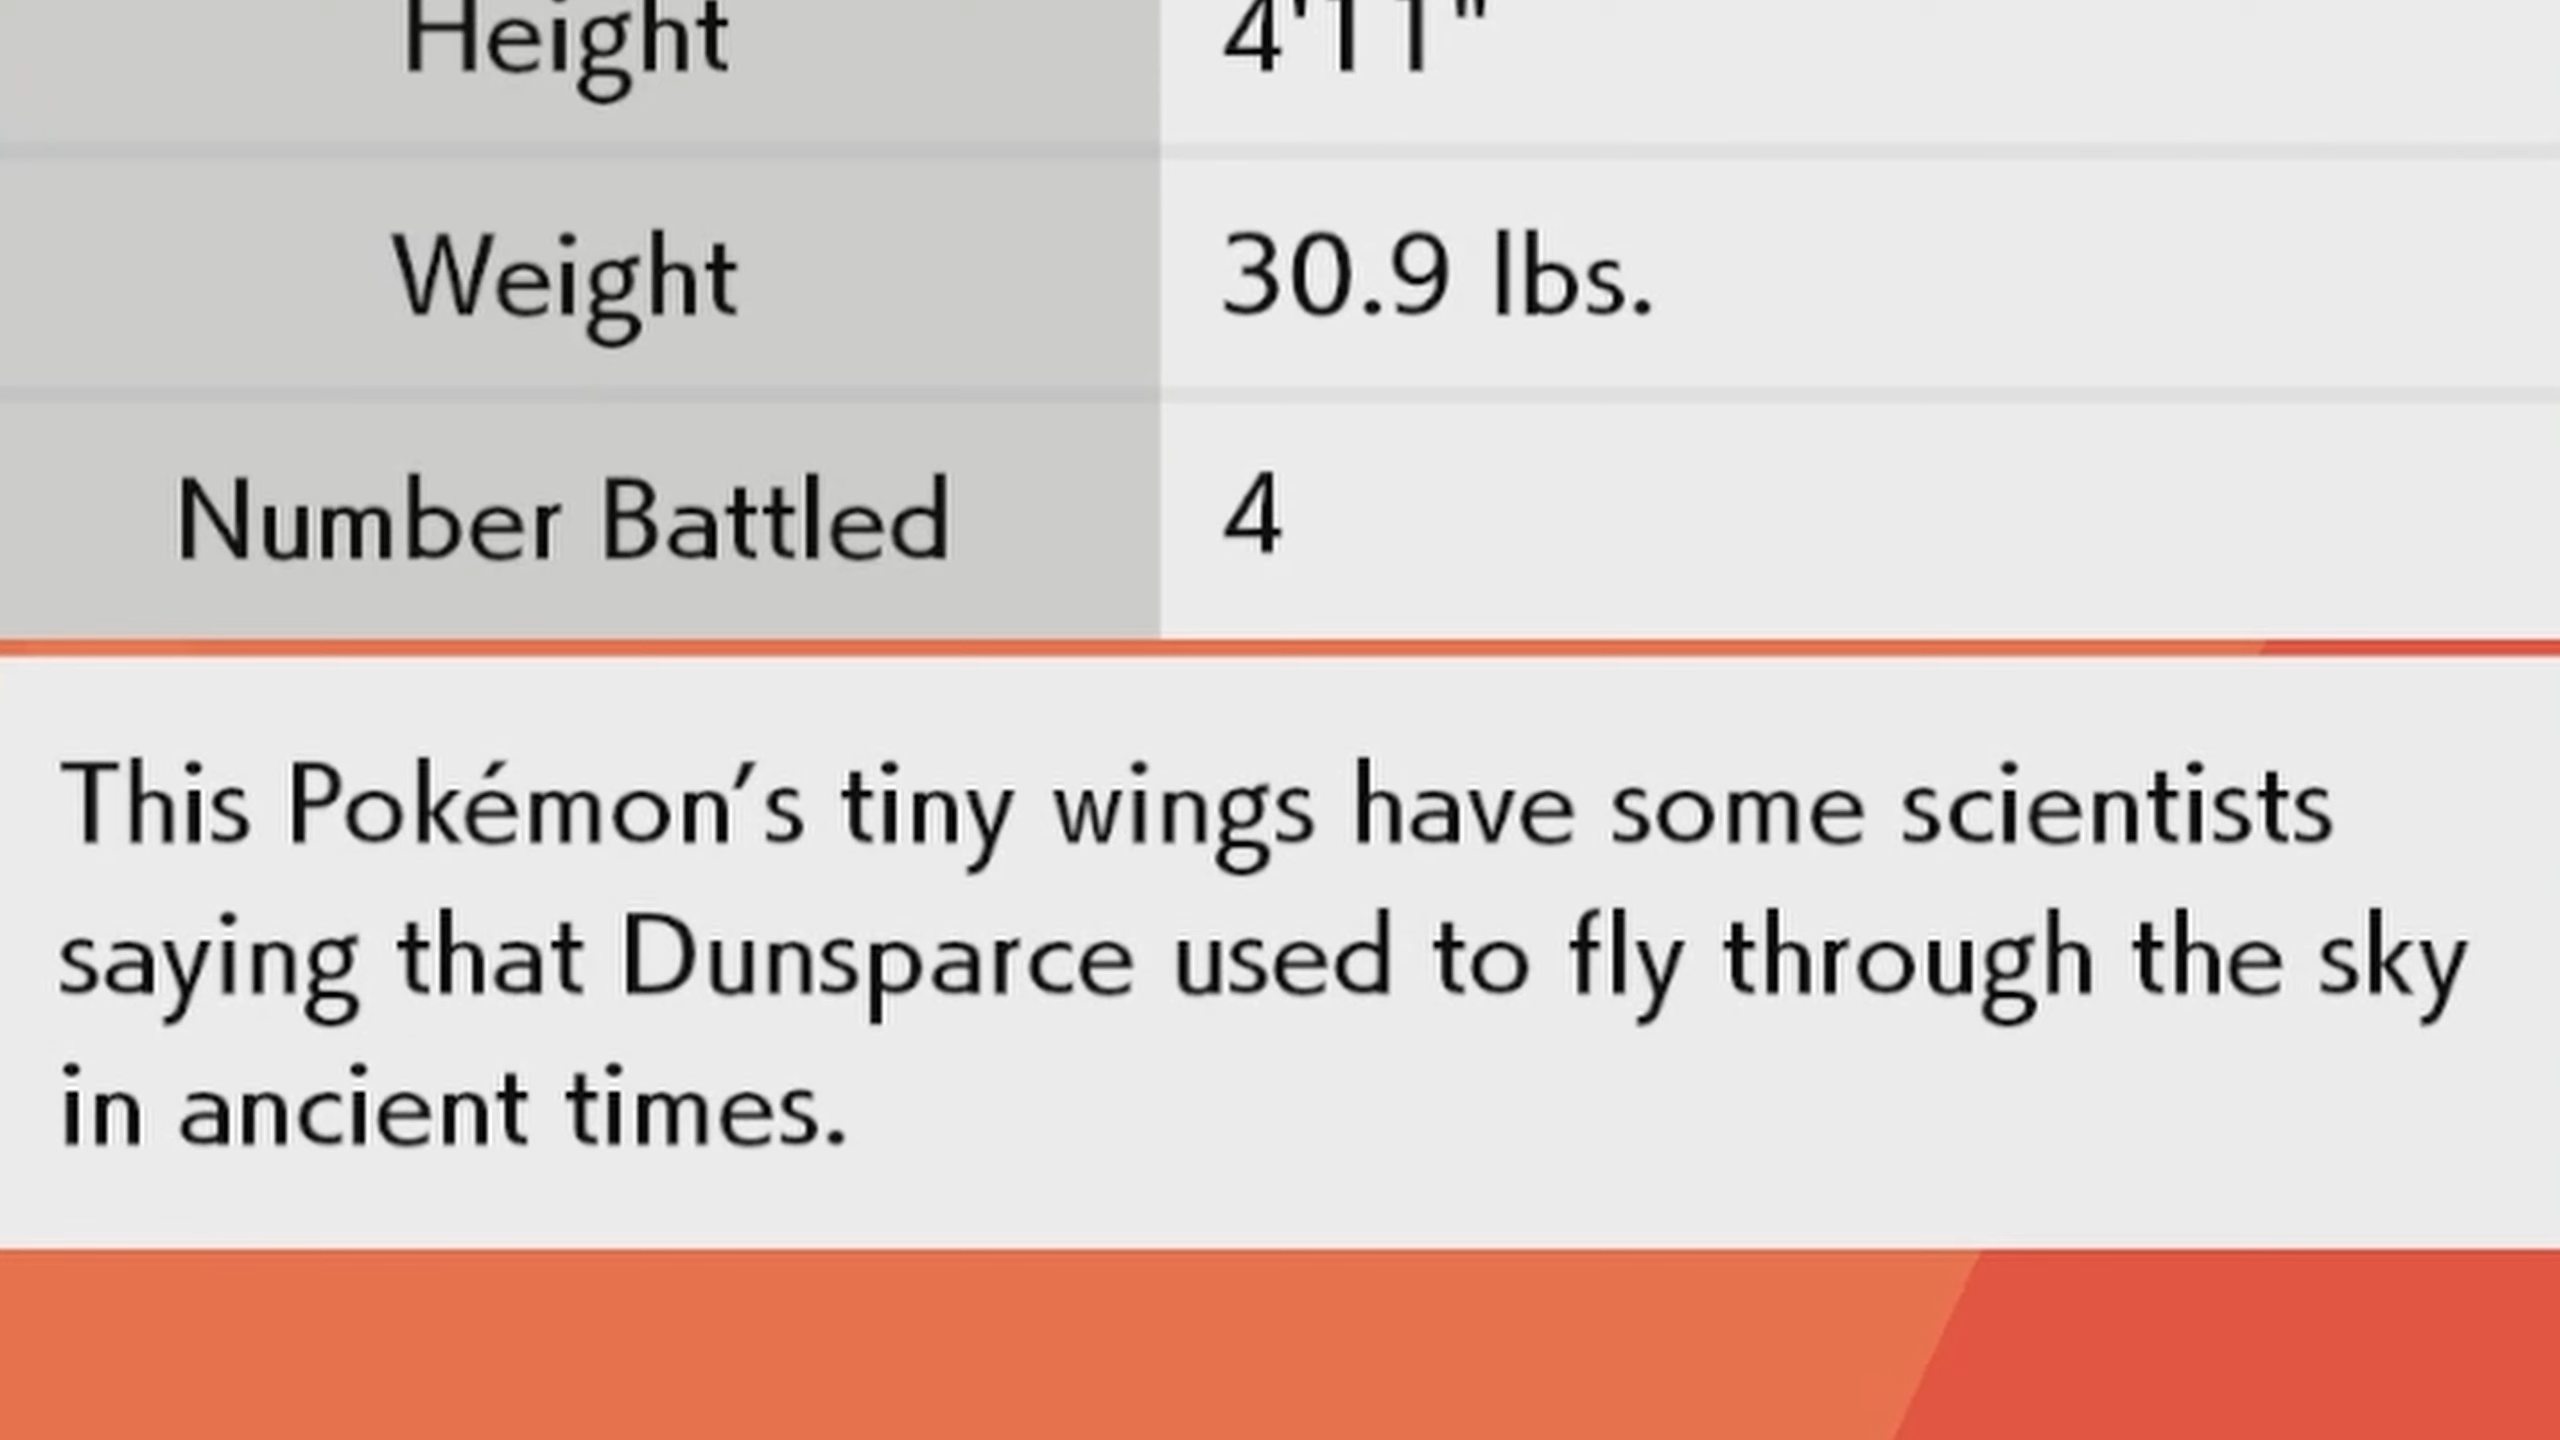 Height 4'11"
Weight 30.9 lbs.
Number Battled 4
This Pokémon's tiny wings have some scientists
saying that Dunsparce used to fly through the sky
in ancient times.